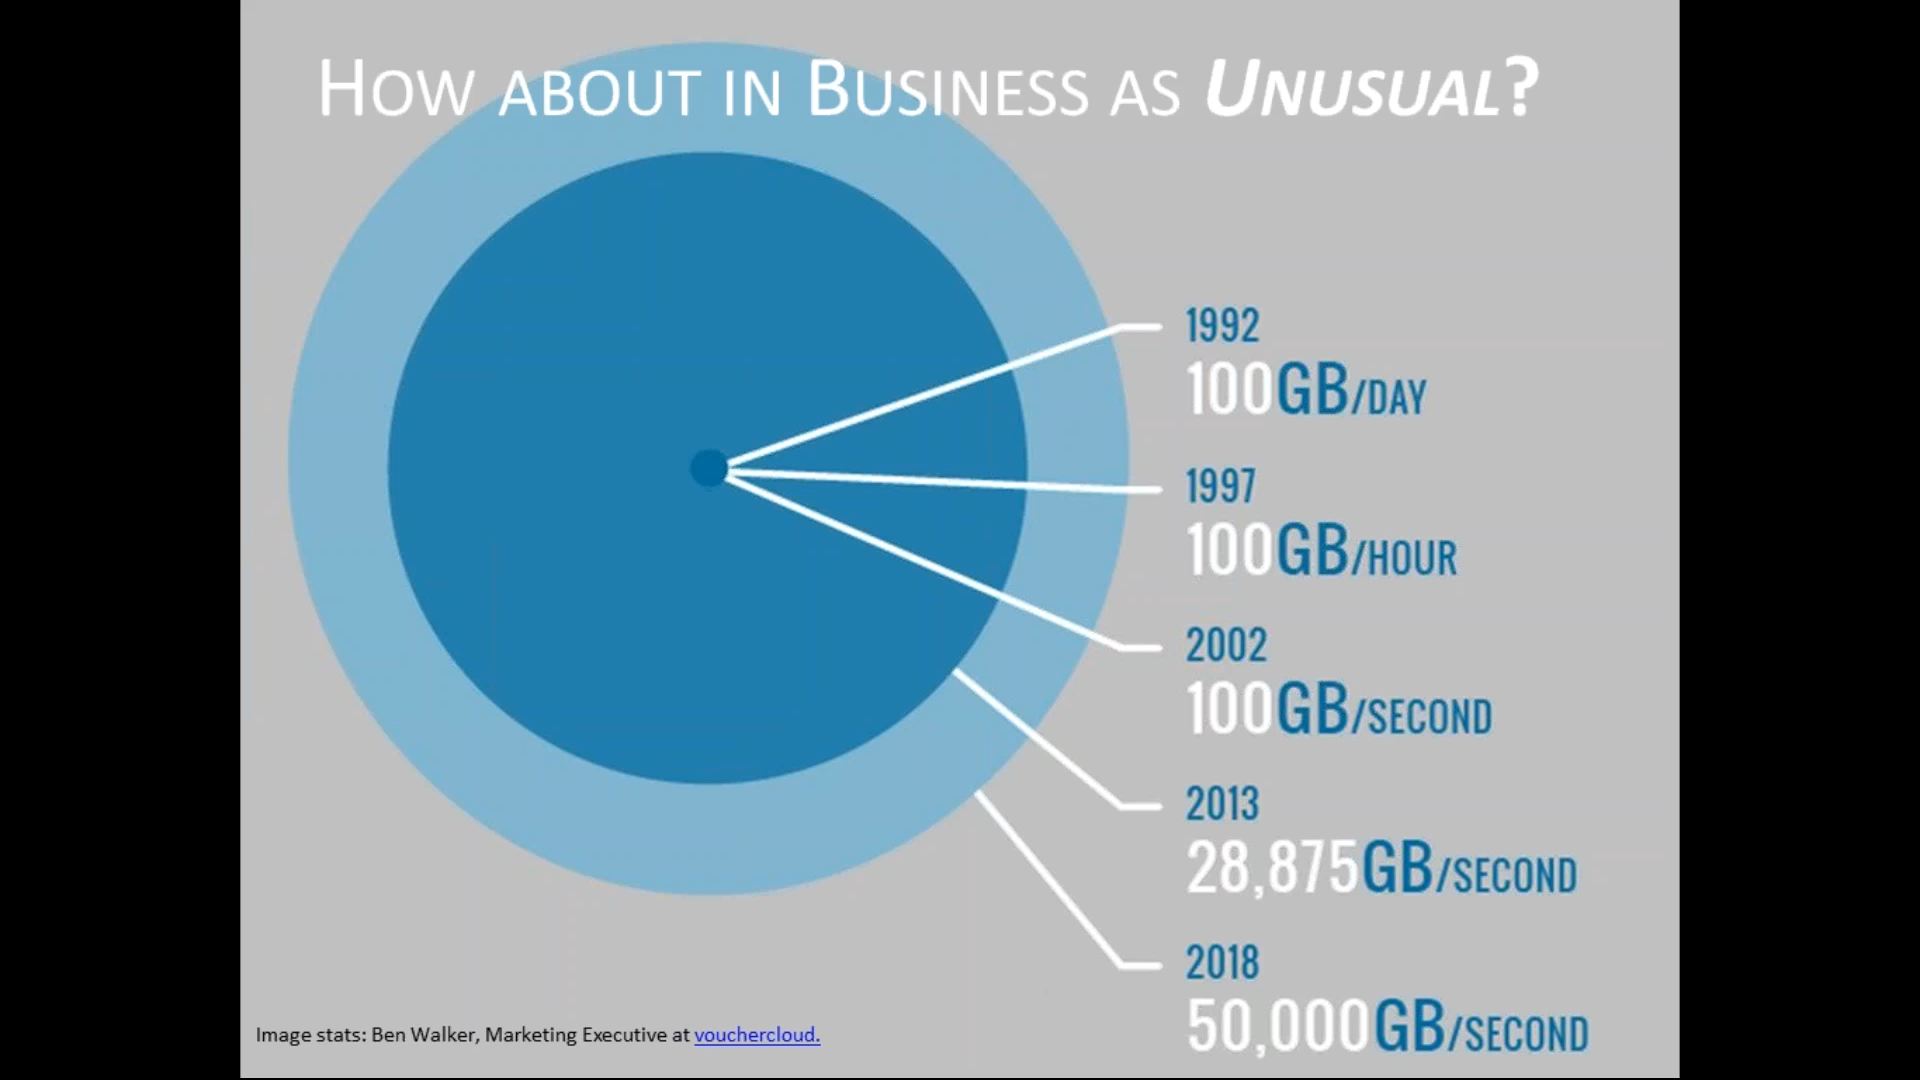 How about in Business as Unusual?
1992
100GB/DAY
1997
100GB/HOUR
2002
100GB/SECOND
2013
28,875GB/SECOND
2018
50,000GB/SECOND
Image stats: Ben Walker, Marketing Executive at vouchercloud.